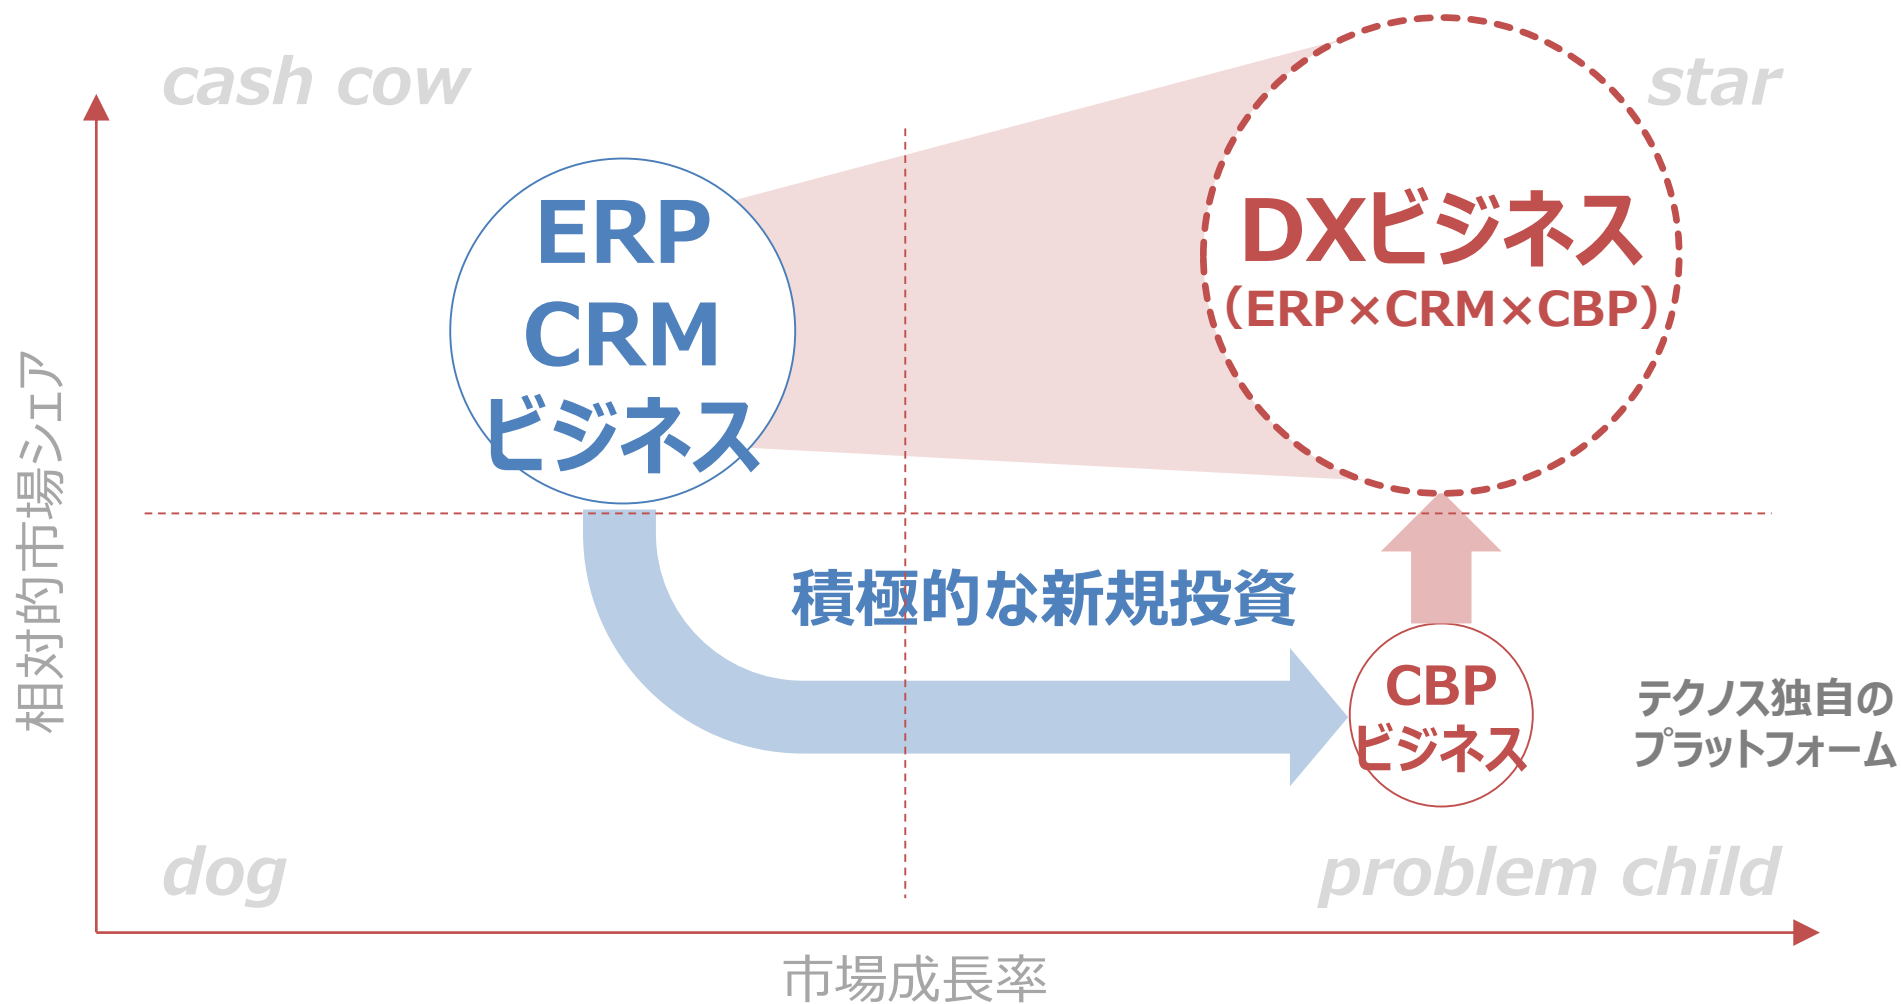 cash cow
star
ERP
CRM
ビジネス
DXビジネス
（ERP×CRM×CBP）
相対的市場シェア
積極的な新規投資
CBP
ビジネス
テクノス独自の
プラットフォーム
dog
problem child
市場成長率